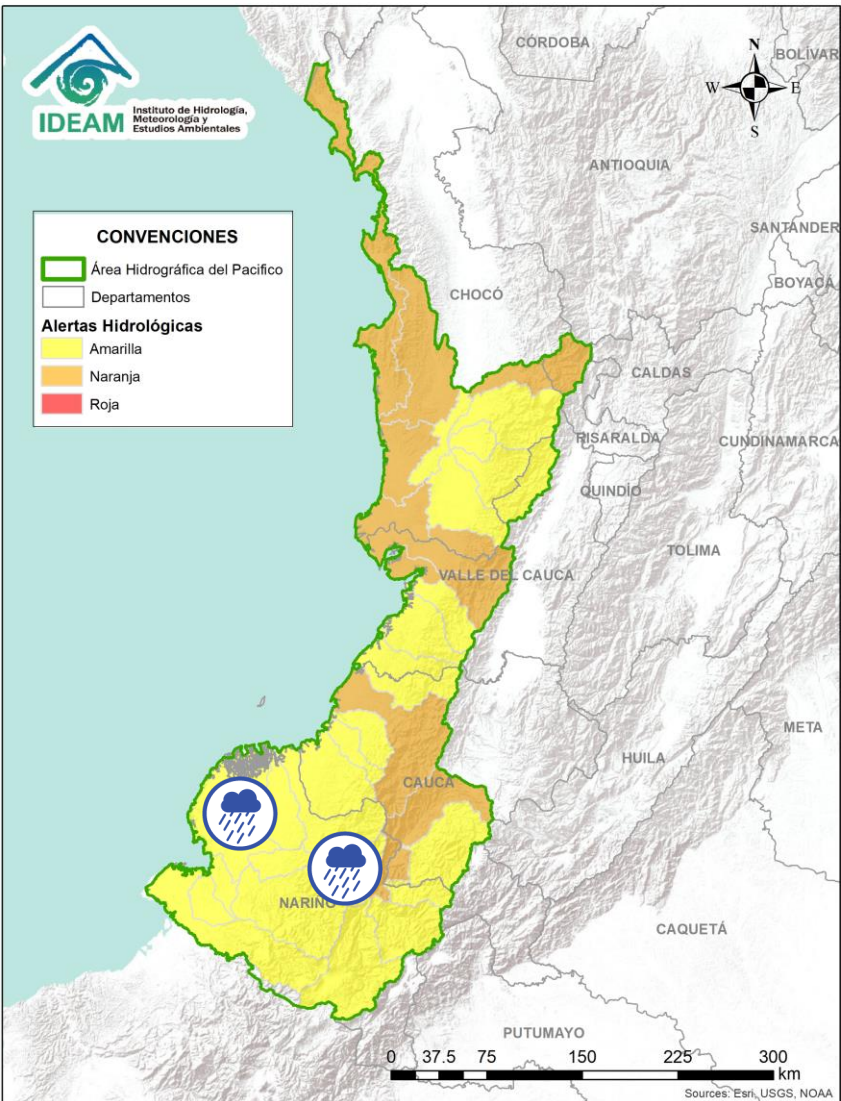 IDEAM
Instituto de Hidrología,
Meteorología y
Estudios Ambientales
CONVENCIONES
Área Hidrográfica del Pacifico
Departamentos
Alertas Hidrológicas
Amarilla
Naranja
Roja
N
W E
S
CÓRDOBA
BOLÍVAR
ANTIOQUIA
SANTANDER
BOYACÁ
CHOCÓ
CALDAS
RISARALDA
CUNDINAMARCA
QUINDÍO
TOLIMA
VALLE DEL CAUCA
META
HUILA
CAUCA
NARIÑO
CAQUETÁ
PUTUMAYO
0 37.5 75 150 225 300
km
Sources: Esri, USGS, NOAA